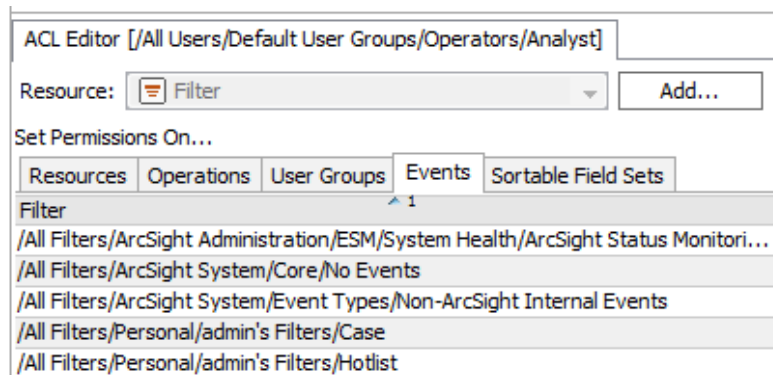 ACL Editor [/All Users/Default User Groups/Operators/Analyst]
Resource: Filter Add...
Set Permissions On...
Resources Operations User Groups Events Sortable Field Sets
Filter 1
/All Filters/ArcSight Administration/ESM/System Health/ArcSight Status Monitori...
/All Filters/ArcSight System/Core/No Events
/All Filters/ArcSight System/Event Types/Non-ArcSight Internal Events
/All Filters/Personal/admin's Filters/Case
/All Filters/Personal/admin's Filters/Hotlist